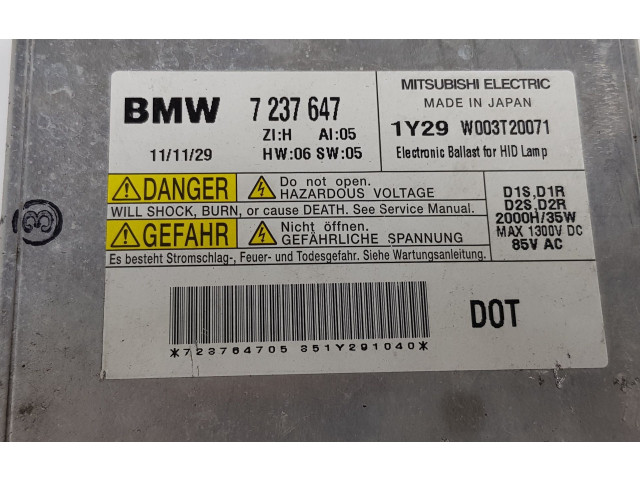 BMW 7 237 647
ZI:H AI:05
11/11/29 HW:06 SW:05
MITSUBISHI ELECTRIC
MADE IN JAPAN
1Y29 W003T20071
Electronic Ballast for HID Lamp
DANGER Do not open.
HAZARDOUS VOLTAGE
WILL SHOCK, BURN, or cause DEATH. See Service Manual.
GEFAHR Nicht öffnen.
GEFÄHRLICHE SPANNUNG
Es besteht Stromschlag-, Feuer- und Todesgefahr. Siehe Wartungsanleitung.
D1S,D1R
D2S,D2R
2000H/35W
MAX 1300V DC
85V AC
*723764705 351Y291040*
DOT
3